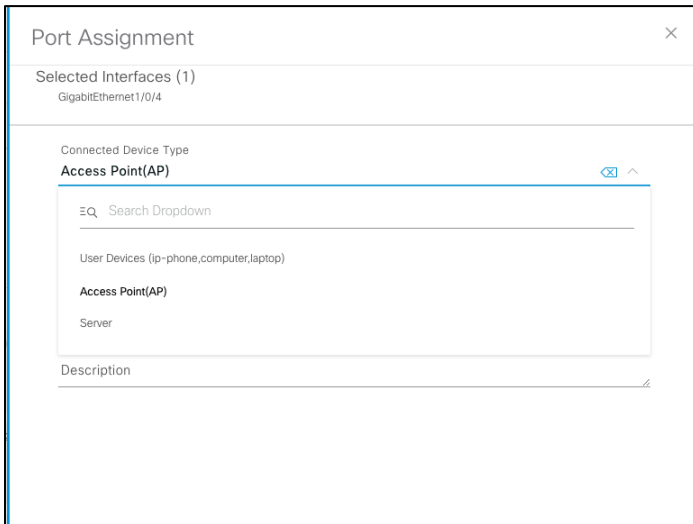 Port Assignment
Selected Interfaces (1)
GigabitEthernet1/0/4
Connected Device Type
Access Point(AP)
Search Dropdown
User Devices (ip-phone,computer,laptop)
Access Point(AP)
Server
Description